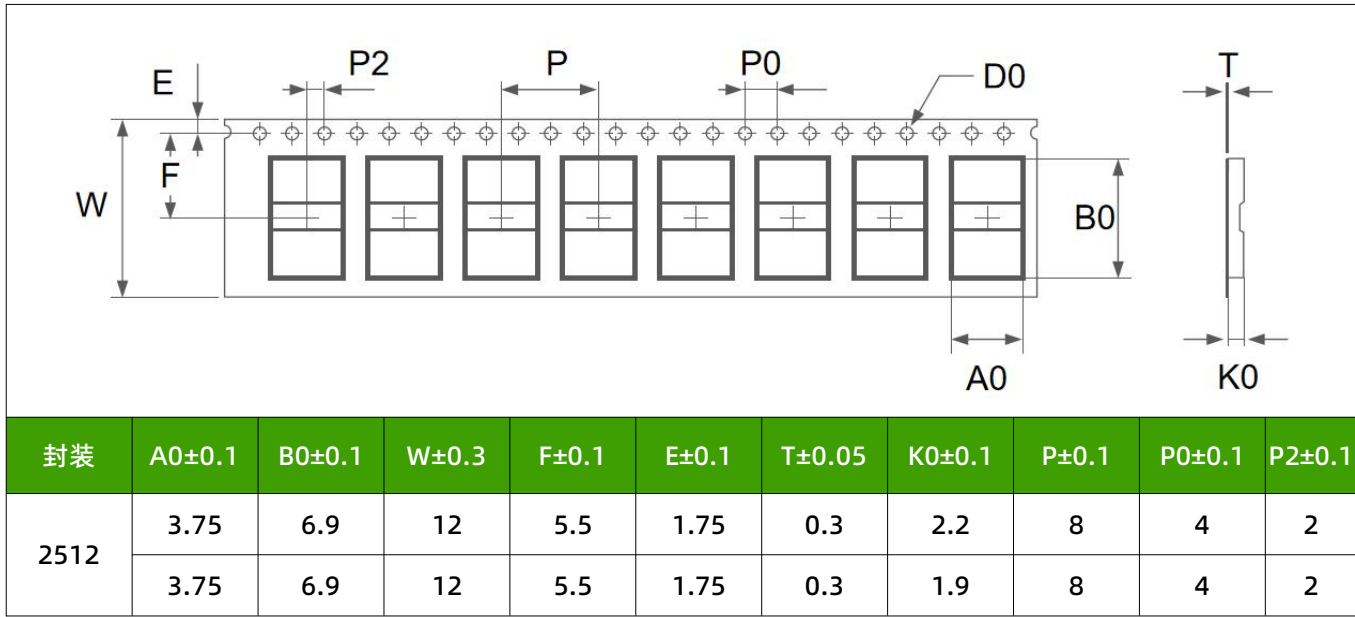 P2 P P0 T
E D0
F
W B0
A0 K0
封装 A0±0.1 B0±0.1 W±0.3 F±0.1 E±0.1 T±0.05 K0±0.1 P±0.1 P0±0.1 P2±0.1
2512
3.75 6.9 12 5.5 1.75 0.3 2.2 8 4 2
3.75 6.9 12 5.5 1.75 0.3 1.9 8 4 2